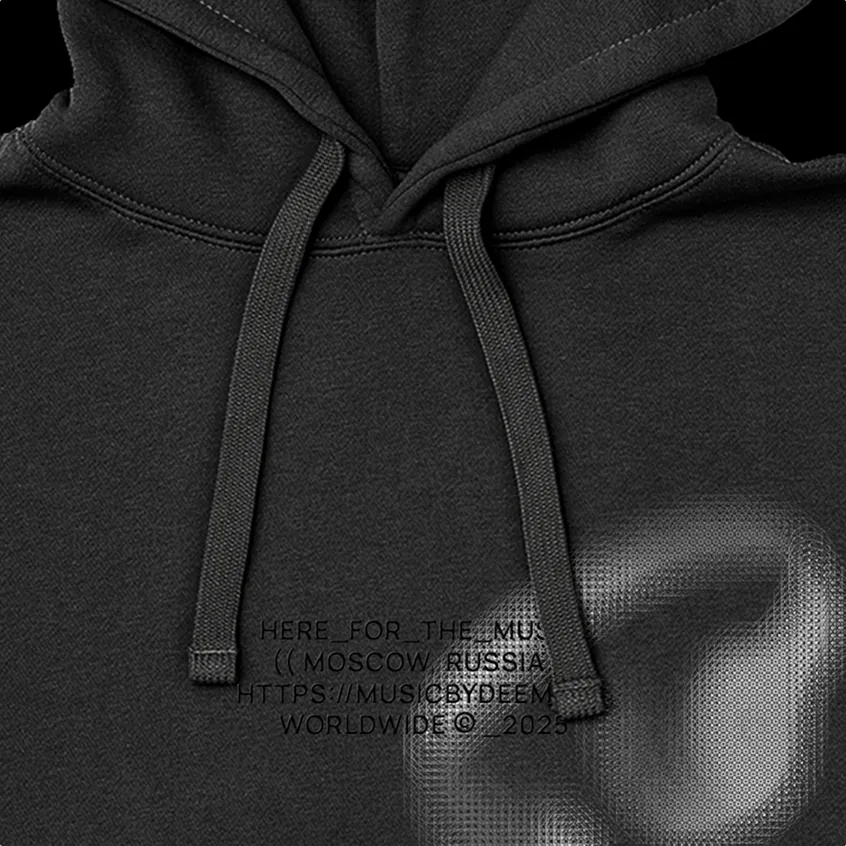 HERE_FOR_THE_MUS
(( MOSCOW, RUSSIA
HTTPS://MUSICBYDEEM
WORLDWIDE © _2025